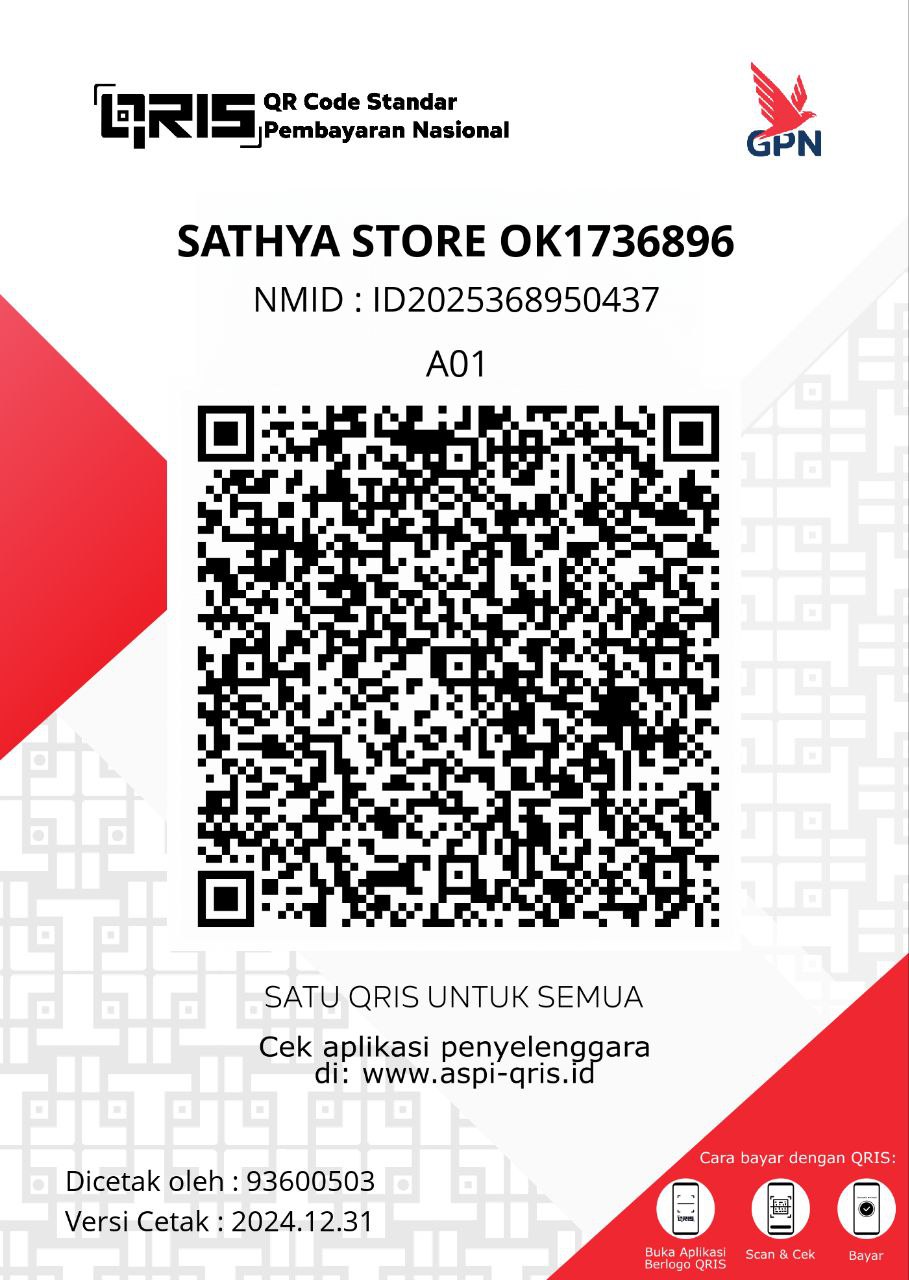 QRIS QR Code Standar
Pembayaran Nasional
GPN
SATHYA STORE OK1736896
NMID : ID2025368950437
A01
SATU QRIS UNTUK SEMUA
Cek aplikasi penyelenggara
di: www.aspi-qris.id
Dicetak oleh : 93600503
Versi Cetak : 2024.12.31
Cara bayar dengan QRIS:
Buka Aplikasi
Berlogo QRIS
Scan & Cek
Bayar